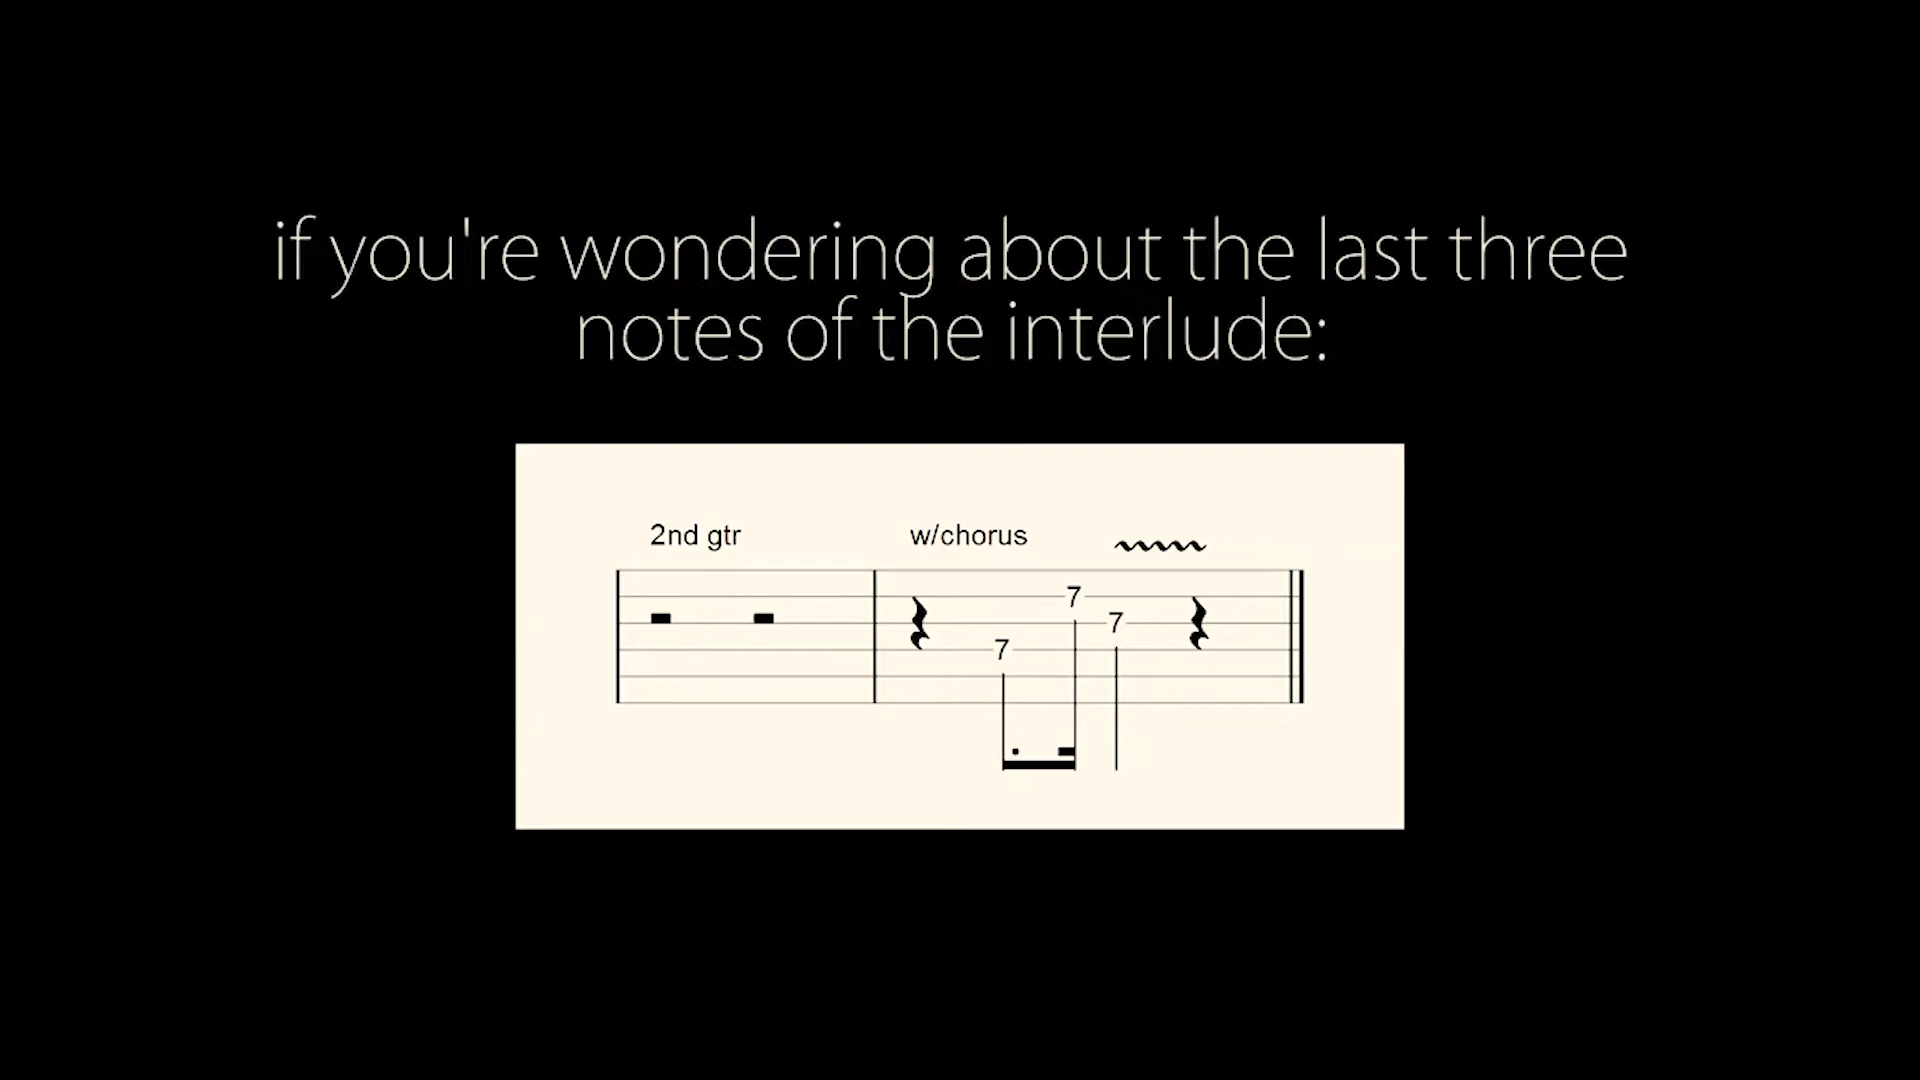 if you're wondering about the last three
notes of the interlude:
2nd gtr w/chorus
7
7
7